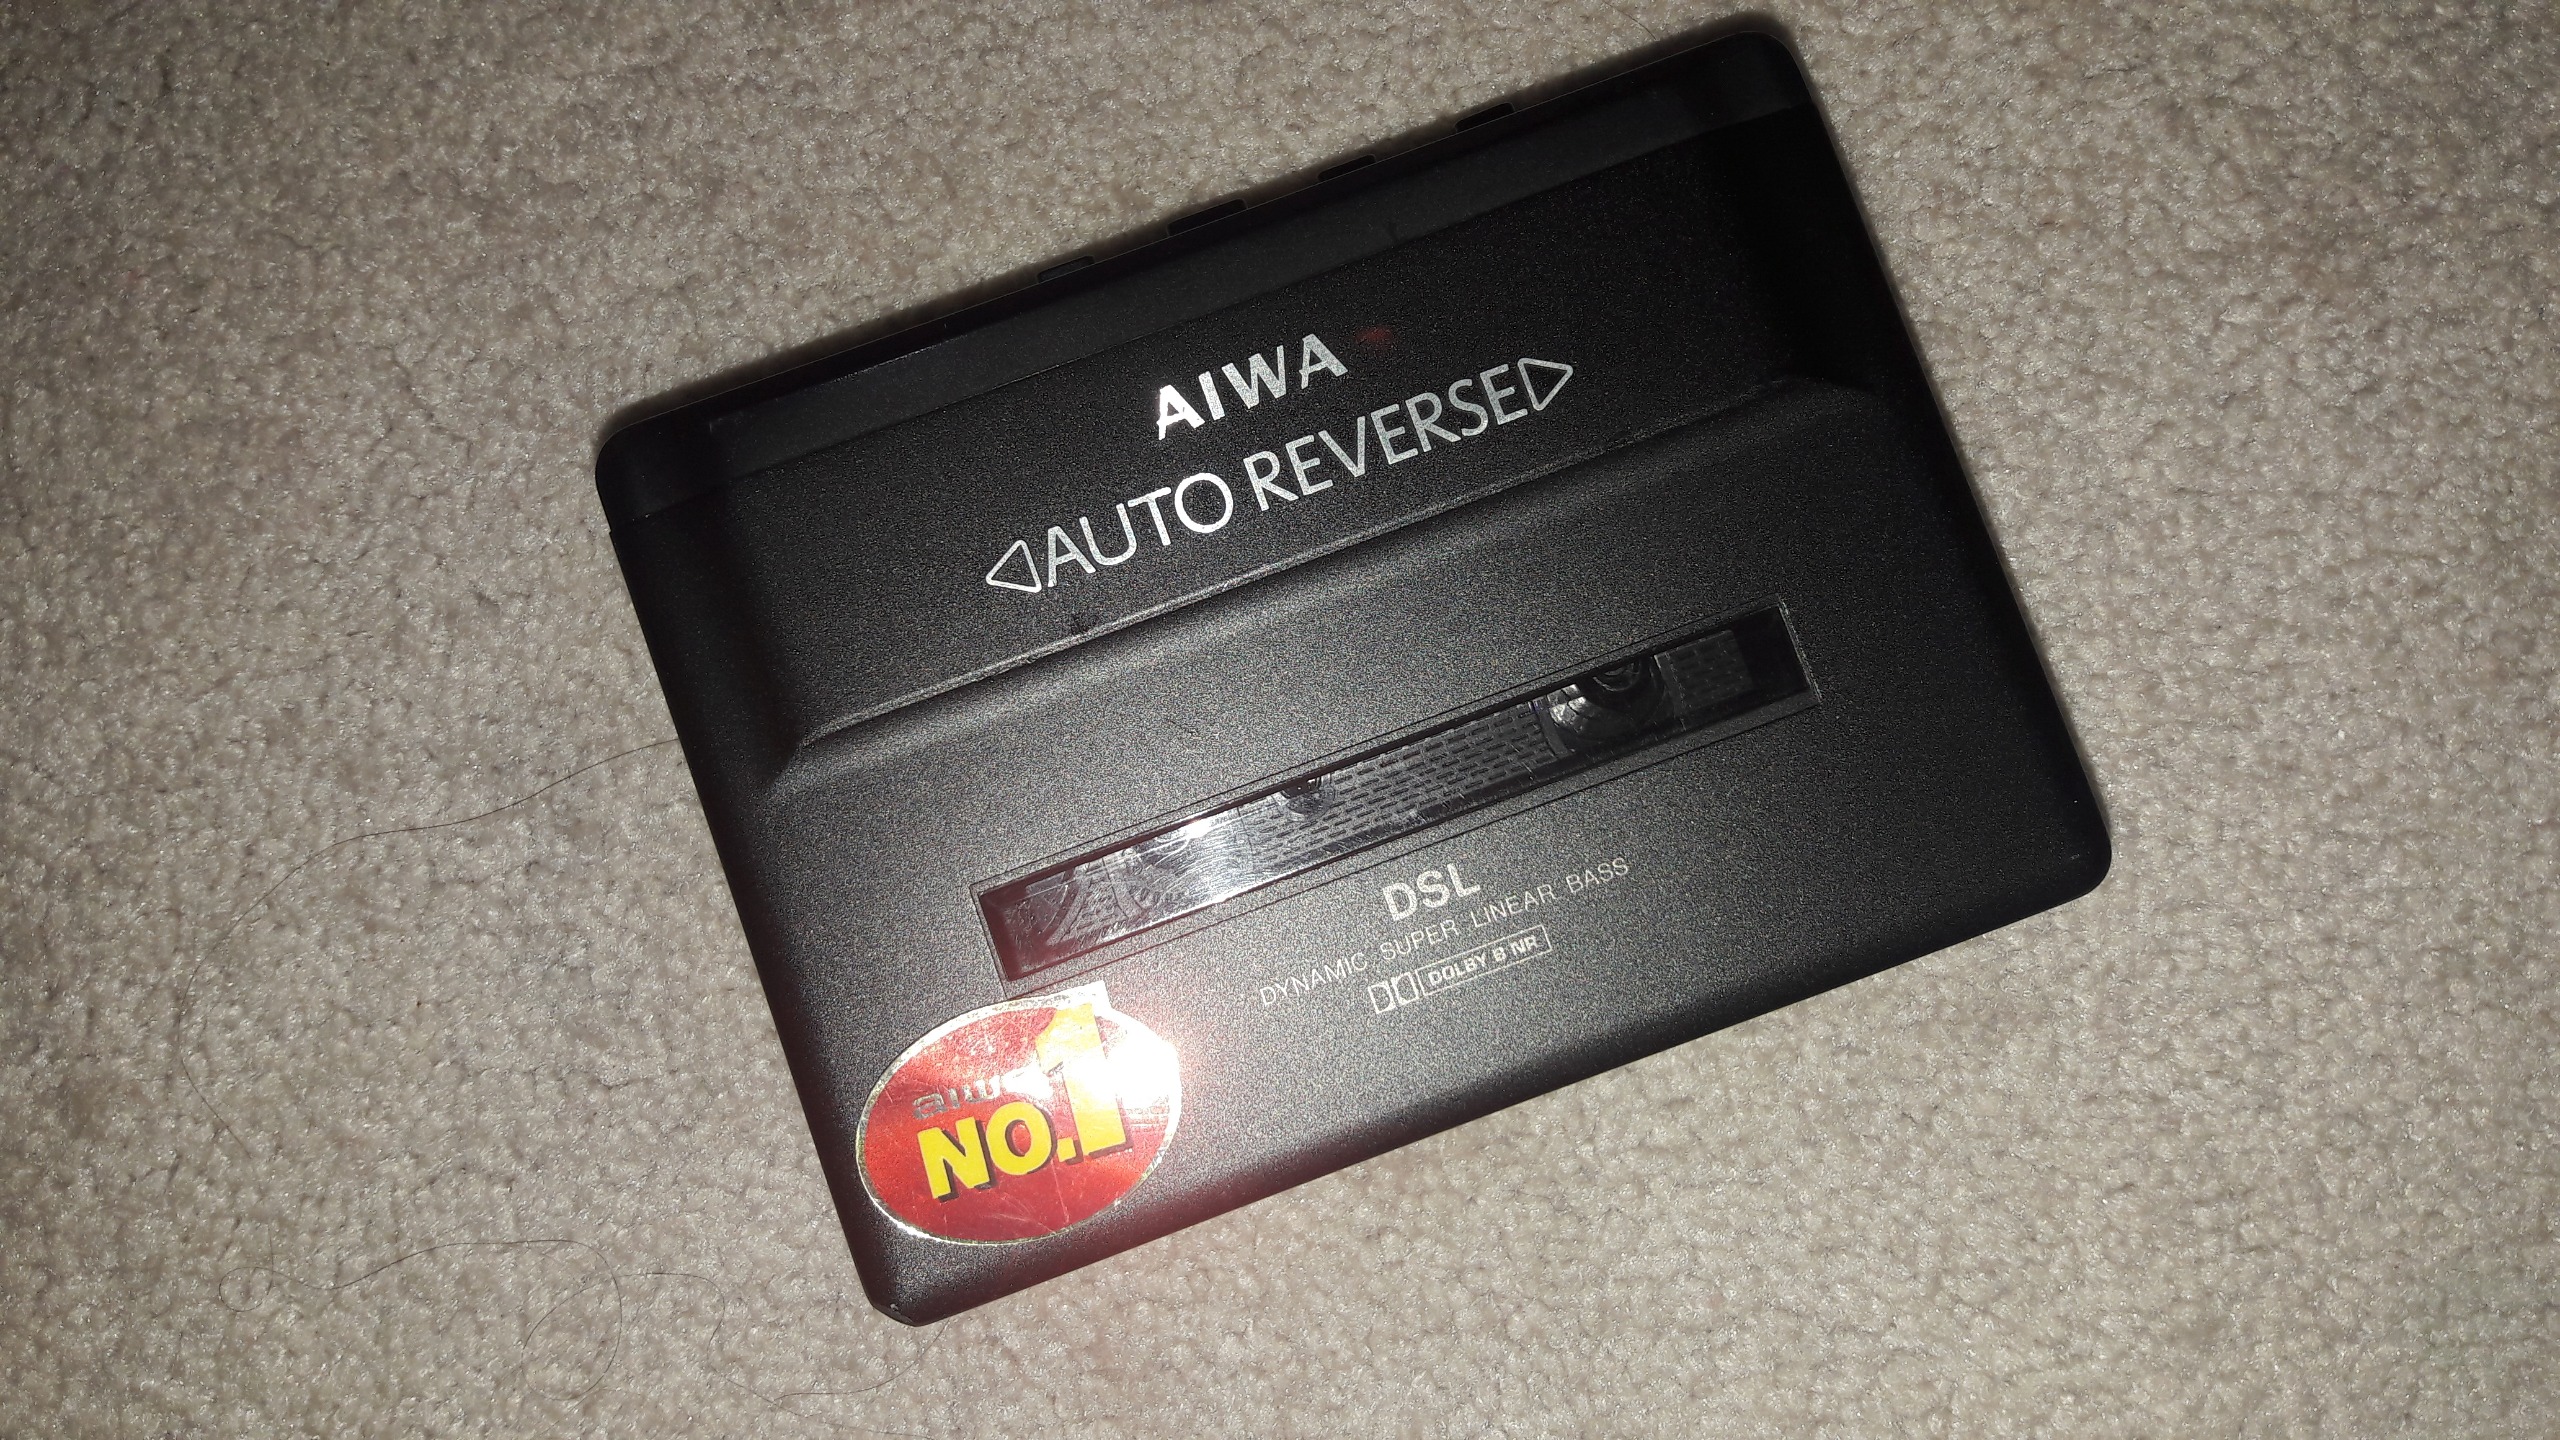 AIWA
AUTO REVERSE
DSL
DYNAMIC SUPER LINEAR BASS
DOLBY B NR
aiwa
NO.1